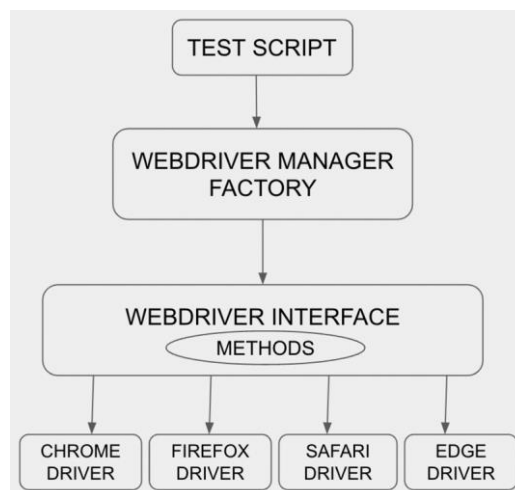 TEST SCRIPT
WEBDRIVER MANAGER
FACTORY
WEBDRIVER INTERFACE
METHODS
CHROME
DRIVER
FIREFOX
DRIVER
SAFARI
DRIVER
EDGE
DRIVER